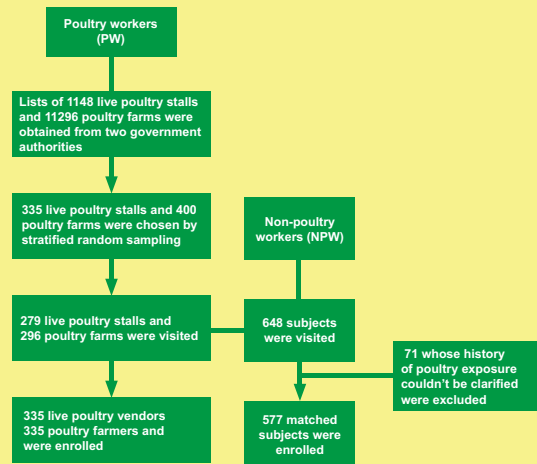 Poultry workers
(PW)
Lists of 1148 live poultry stalls
and 11296 poultry farms were
obtained from two government
authorities
335 live poultry stalls and 400
poultry farms were chosen by
stratified random sampling
Non-poultry
workers (NPW)
279 live poultry stalls and
296 poultry farms were visited
648 subjects
were visited
71 whose history
of poultry exposure
couldn't be clarified
were excluded
335 live poultry vendors
335 poultry farmers and
were enrolled
577 matched
subjects were
enrolled